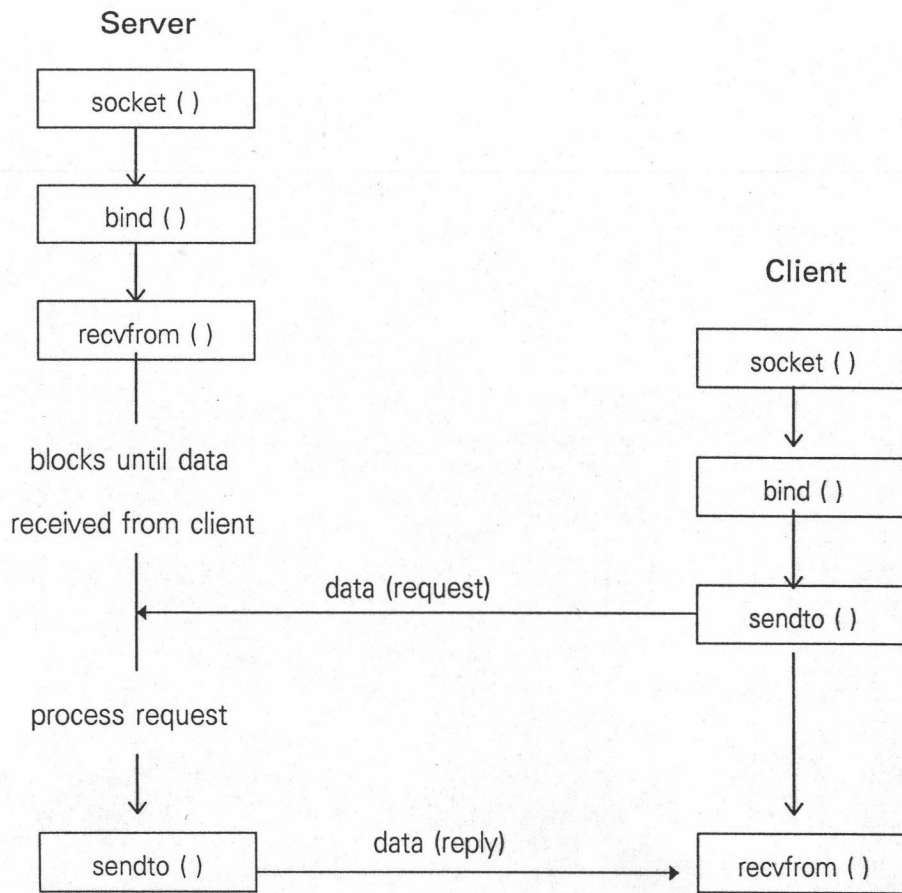 Server
socket ( )
bind ( )
recvfrom ( )
blocks until data
received from client
process request
sendto ( )
Client
socket ( )
bind ( )
data (request)
sendto ( )
data (reply)
recvfrom ( )